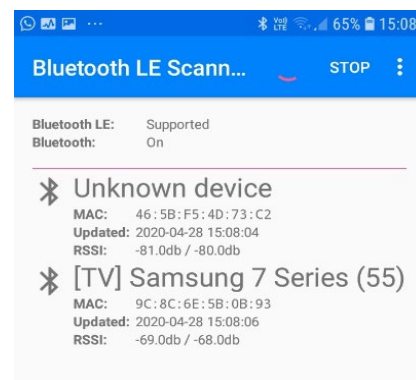 ... LTE 65% 15:08
Bluetooth LE Scann... STOP
Bluetooth LE: Supported
Bluetooth: On
Unknown device
MAC: 46:5B:F5:4D:73:C2
Updated: 2020-04-28 15:08:04
RSSI: -81.0db / -80.0db
[TV] Samsung 7 Series (55)
MAC: 9C:8C:6E:5B:0B:93
Updated: 2020-04-28 15:08:06
RSSI: -69.0db / -68.0db